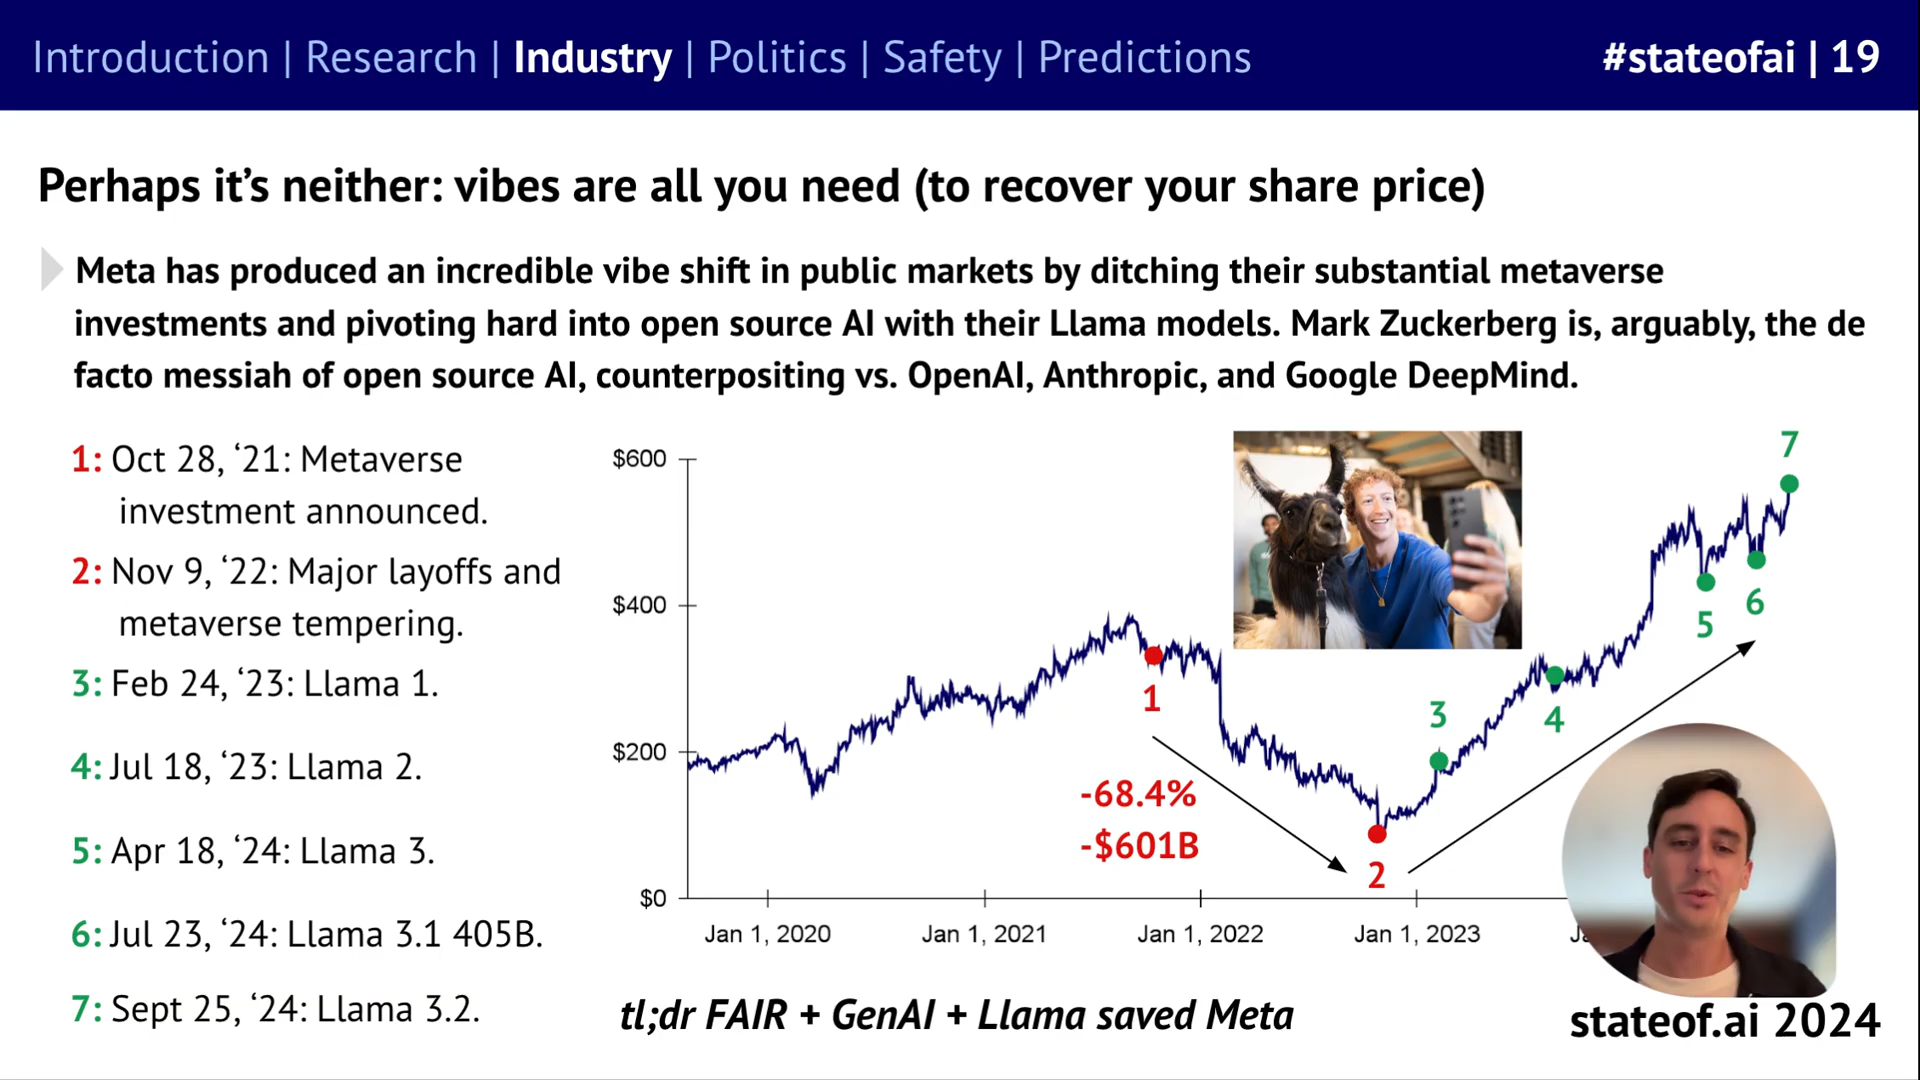 Introduction | Research | Industry | Politics | Safety | Predictions
#stateofai | 19
Perhaps it’s neither: vibes are all you need (to recover your share price)
Meta has produced an incredible vibe shift in public markets by ditching their substantial metaverse
investments and pivoting hard into open source AI with their Llama models. Mark Zuckerberg is, arguably, the de
facto messiah of open source AI, counterpositing vs. OpenAI, Anthropic, and Google DeepMind.
1: Oct 28, ‘21: Metaverse
investment announced.
2: Nov 9, ‘22: Major layoffs and
metaverse tempering.
3: Feb 24, ‘23: Llama 1.
4: Jul 18, ‘23: Llama 2.
5: Apr 18, ‘24: Llama 3.
6: Jul 23, ‘24: Llama 3.1 405B.
7: Sept 25, ‘24: Llama 3.2.
$600
$400
$200
$0
1
2
3
4
5
6
7
-68.4%
-$601B
Jan 1, 2020
Jan 1, 2021
Jan 1, 2022
Jan 1, 2023
tl;dr FAIR + GenAI + Llama saved Meta
stateof.ai 2024